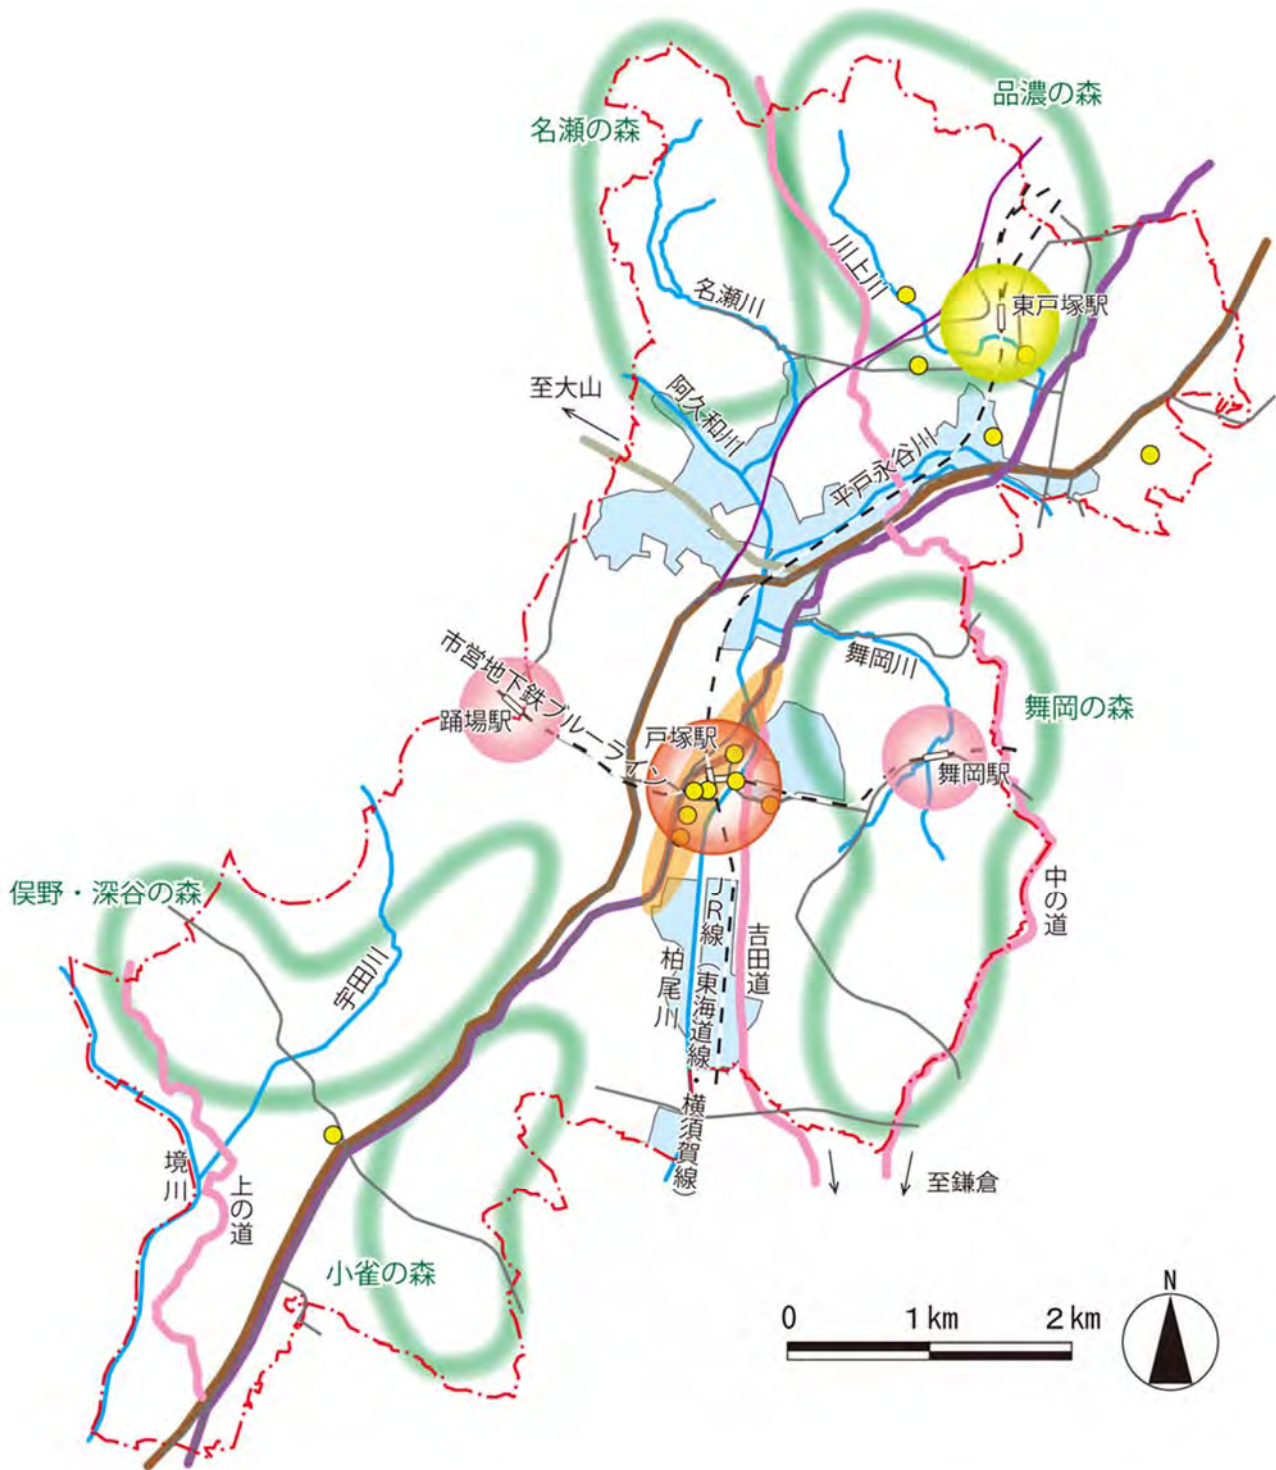 品濃の森
名瀬の森
川上川
名瀬川
東戸塚駅
至大山
阿久和川
平戸永谷川
市営地下鉄ブルーライン
踊場駅
舞岡川
舞岡の森
戸塚駅
舞岡駅
俣野・深谷の森
中の道
宇田川
JR線(東海道線・横須賀線)
柏尾川
吉田道
境川
上の道
至鎌倉
小雀の森
0 1km 2km
N